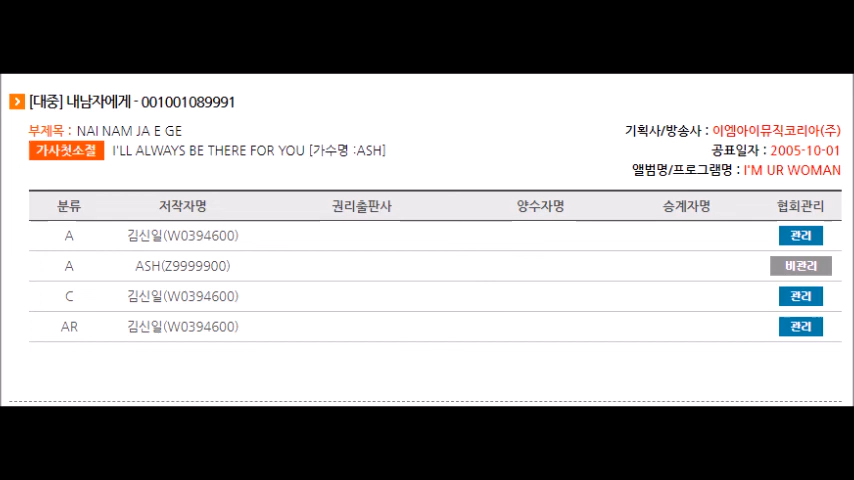 [대중] 내남자에게 - 001001089991
부제목 : NAI NAM JA E GE
기획사/방송사 : 이엠아이뮤직코리아(주)
가사첫소절 I'LL ALWAYS BE THERE FOR YOU [가수명 :ASH]
공표일자 : 2005-10-01
앨범명/프로그램명 : I'M UR WOMAN
분류 저작자명 권리출판사 양수자명 승계자명 협회관리
A 김신일(W0394600) 관리
A ASH(Z9999900) 비관리
C 김신일(W0394600) 관리
AR 김신일(W0394600) 관리